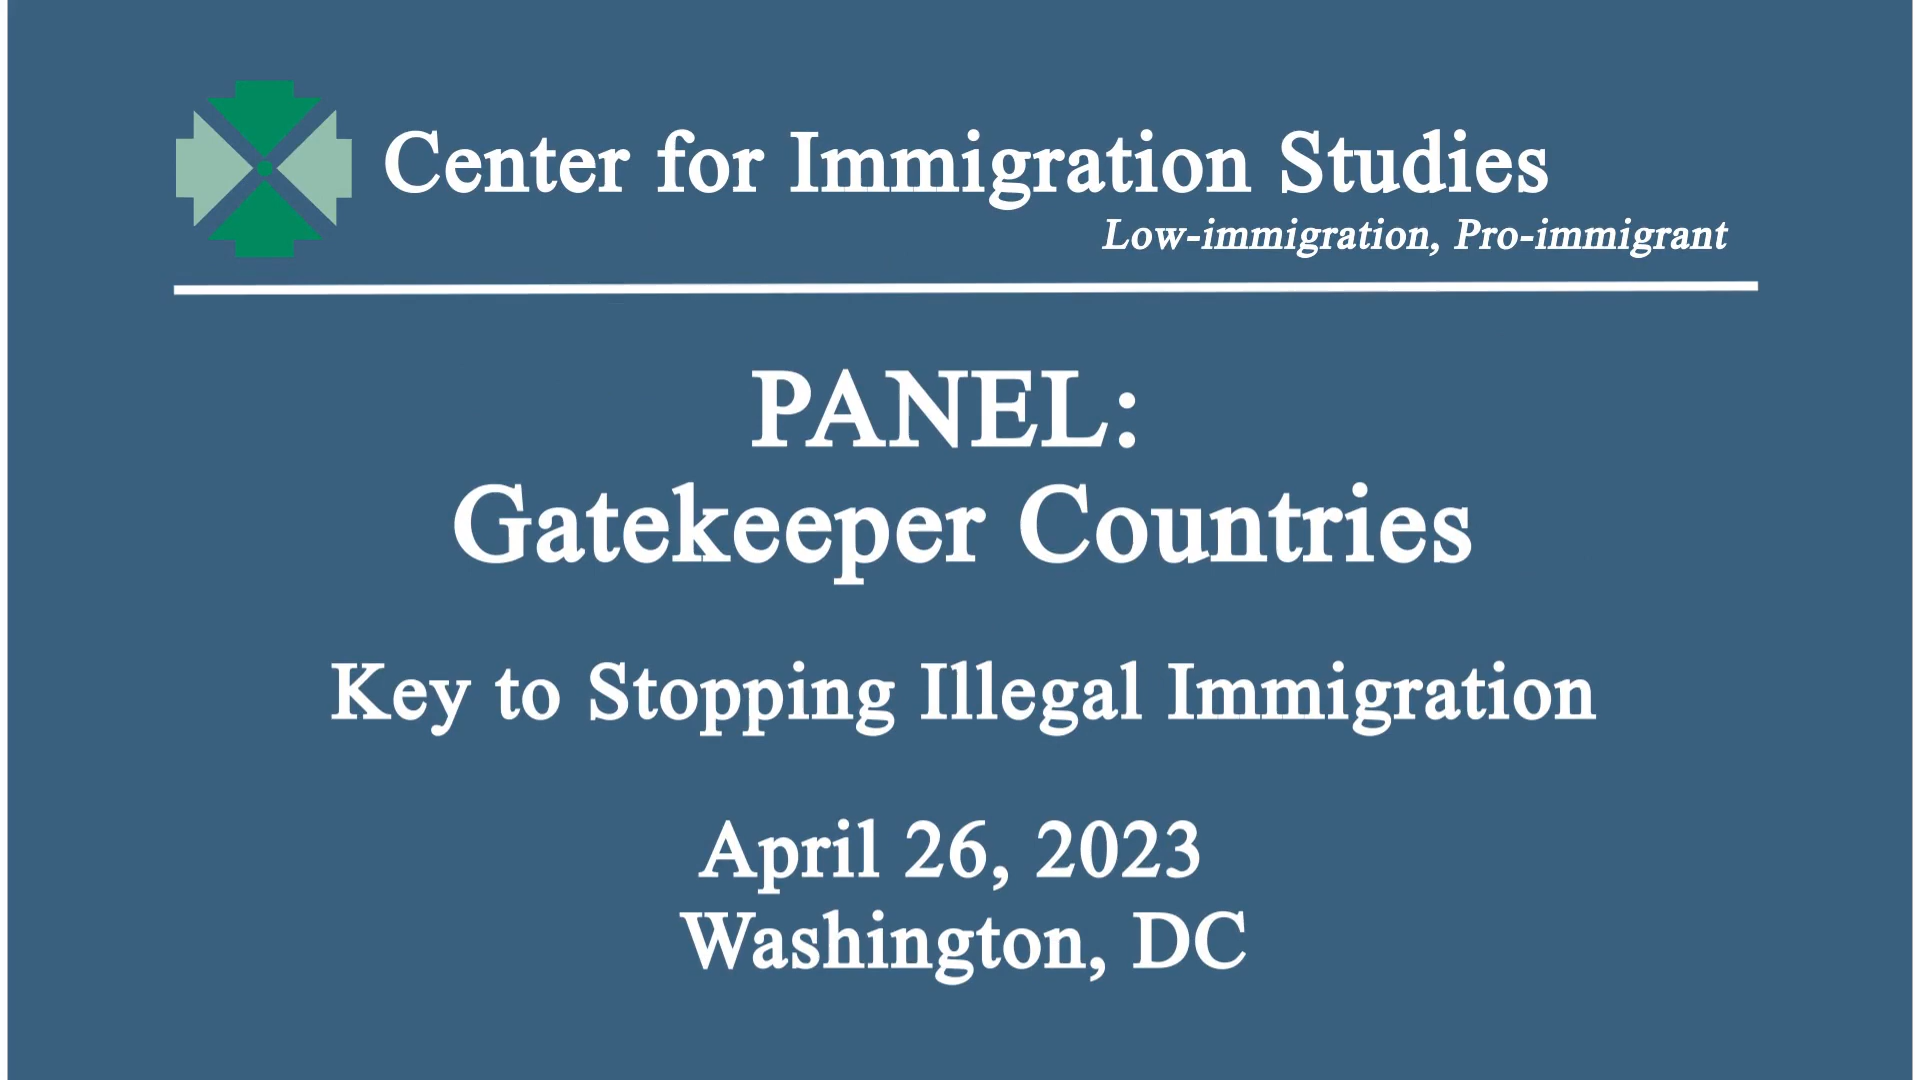 Center for Immigration Studies
Low-immigration, Pro-immigrant
PANEL:
Gatekeeper Countries
Key to Stopping Illegal Immigration
April 26, 2023
Washington, DC